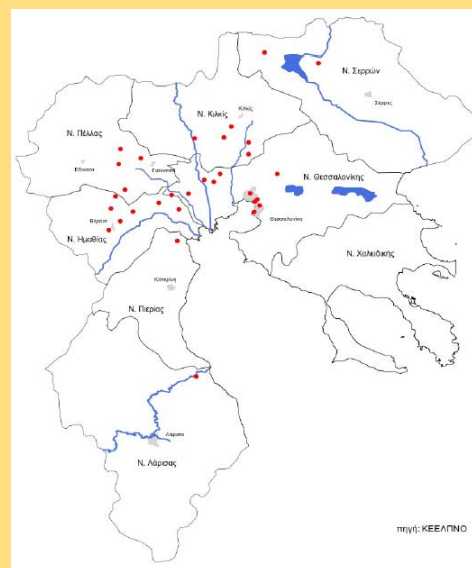 Ν. Σερρών
Σέρρες
Ν. Κιλκίς
Κιλκίς
Ν. Πέλλας
Έδεσσα
Γιαννιτσά
Ν. Θεσσαλονίκης
Θεσσαλονίκη
Βέροια
Ν. Ημαθίας
Ν. Χαλκιδικής
Κατερίνη
Ν. Πιερίας
Λάρισα
Ν. Λάρισας
πηγή: ΚΕΕΛΠΝΟ